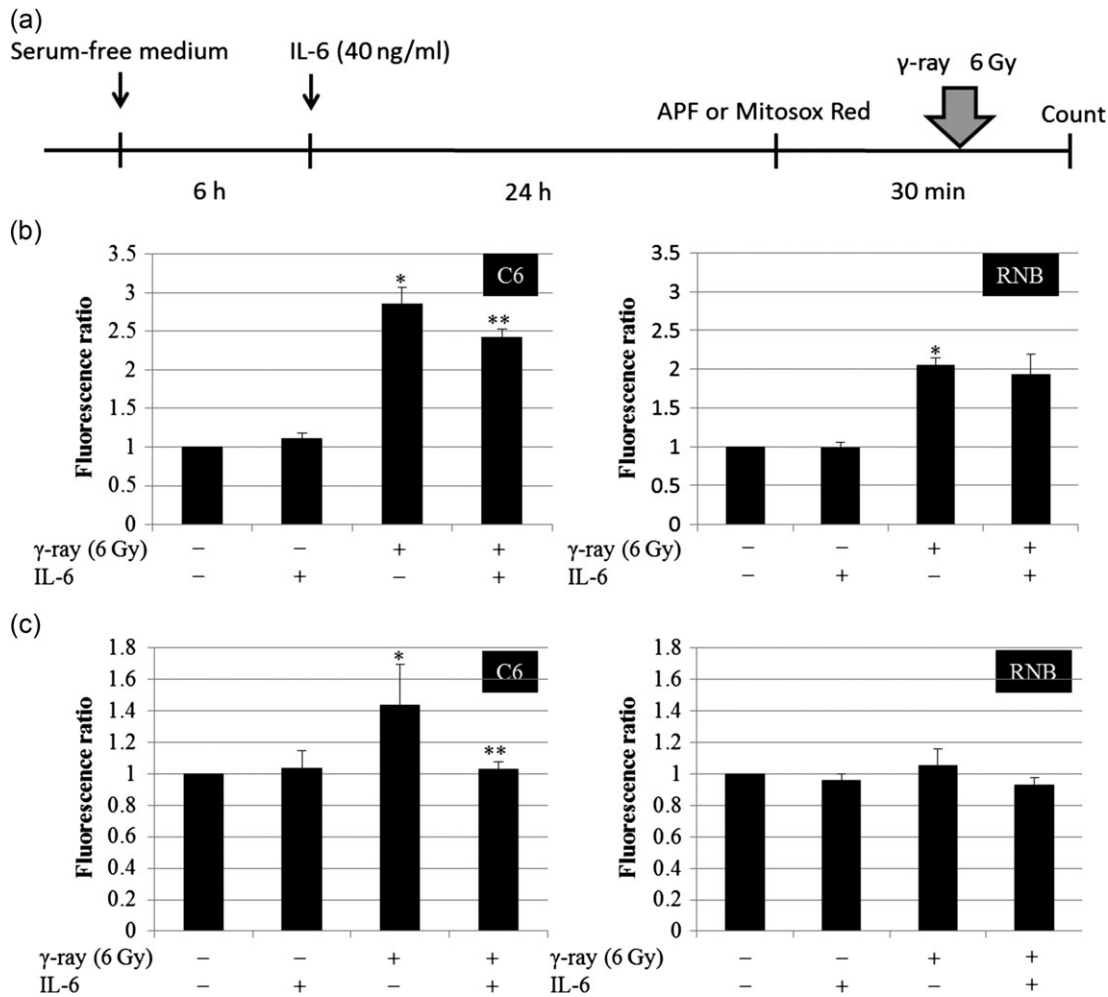 (a)
Serum-free medium
IL-6 (40 ng/ml)
γ-ray 6 Gy
APF or Mitosox Red
Count
6 h
24 h
30 min
(b)
Fluorescence ratio
3.5
3
2.5
2
1.5
1
0.5
0
C6
*
**
γ-ray (6 Gy) – – + +
IL-6 – + – +
Fluorescence ratio
3.5
3
2.5
2
1.5
1
0.5
0
RNB
*
γ-ray (6 Gy) – – + +
IL-6 – + – +
(c)
Fluorescence ratio
1.8
1.6
1.4
1.2
1
0.8
0.6
0.4
0.2
0
C6
*
**
γ-ray (6 Gy) – – + +
IL-6 – + – +
Fluorescence ratio
1.8
1.6
1.4
1.2
1
0.8
0.6
0.4
0.2
0
RNB
γ-ray (6 Gy) – – + +
IL-6 – + – +